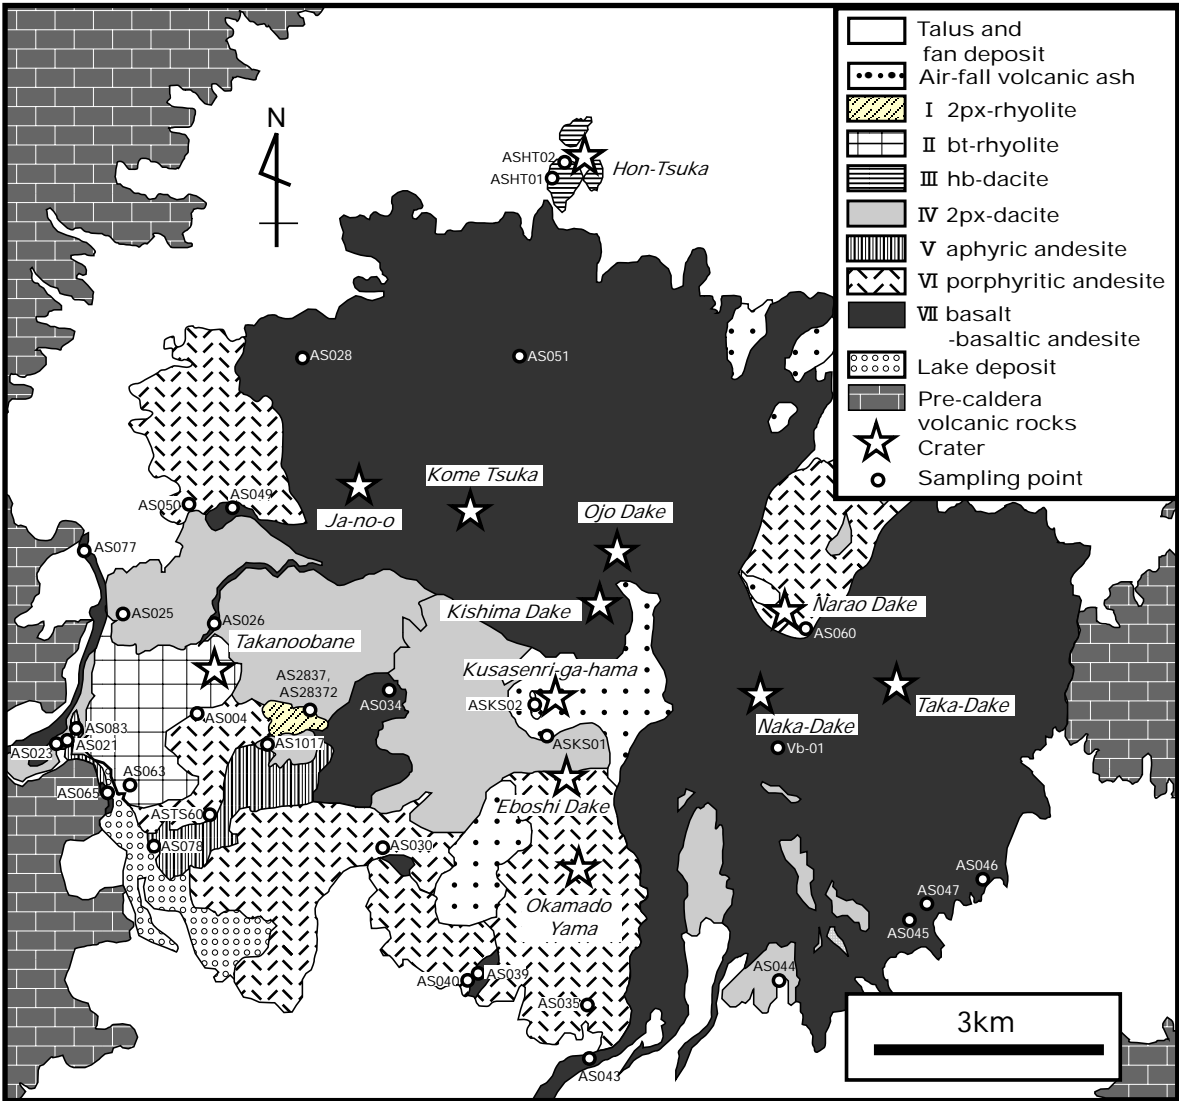 Talus and
fan deposit
Air-fall volcanic ash
I 2px-rhyolite
II bt-rhyolite
III hb-dacite
IV 2px-dacite
V aphyric andesite
VI porphyritic andesite
VII basalt
-basaltic andesite
Lake deposit
Pre-caldera
volcanic rocks
Crater
Sampling point
N
ASHT02
Hon-Tsuka
ASHT01
AS028
AS051
Kome Tsuka
AS049
AS050
Ja-no-o
Ojo Dake
AS077
Kishima Dake
Narao Dake
AS025
AS026
AS060
Takanoobane
Kusasenri-ga-hama
AS2837,
AS28372
AS034
ASKS02
Taka-Dake
AS004
Naka-Dake
AS083
AS021
AS023
AS1017
ASKS01
Vb-01
AS063
AS065
Eboshi Dake
ASTS60
AS078
AS030
AS046
AS047
AS045
Okamado
Yama
AS044
AS039
AS040
AS035
AS043
3km